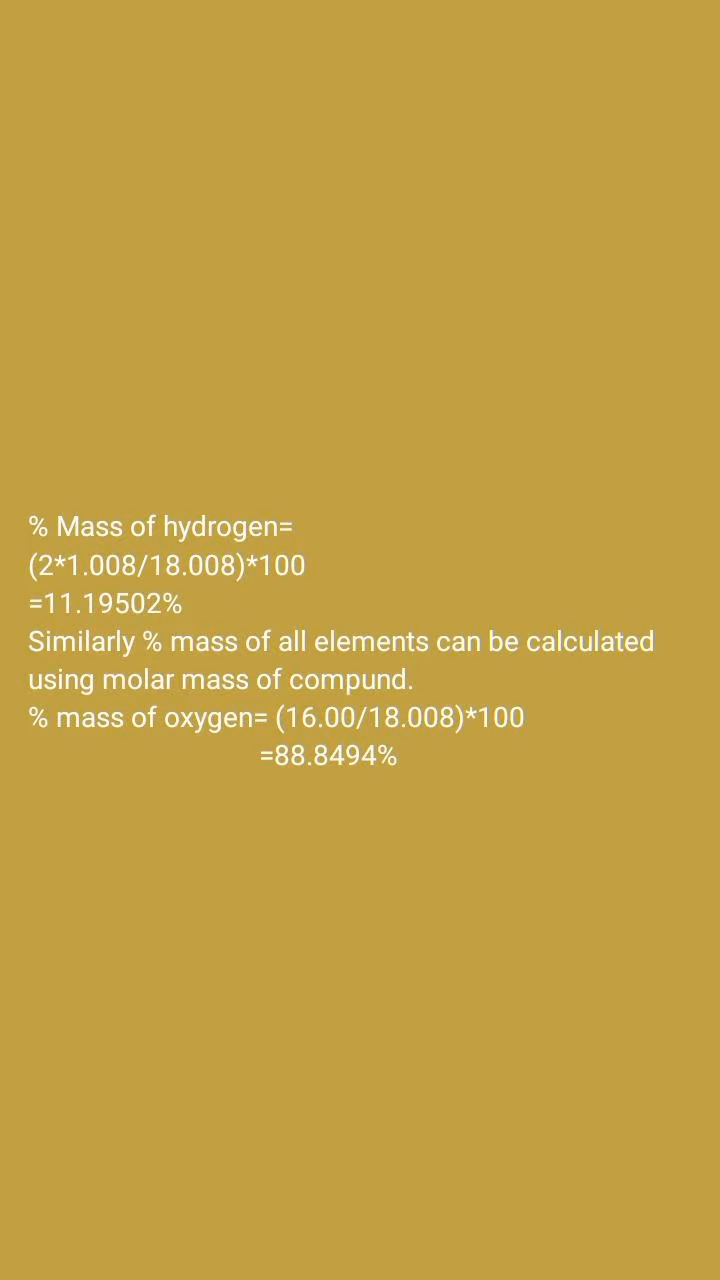 % Mass of hydrogen=
(2*1.008/18.008)*100
=11.19502%
Similarly % mass of all elements can be calculated
using molar mass of compund.
% mass of oxygen= (16.00/18.008)*100
=88.8494%